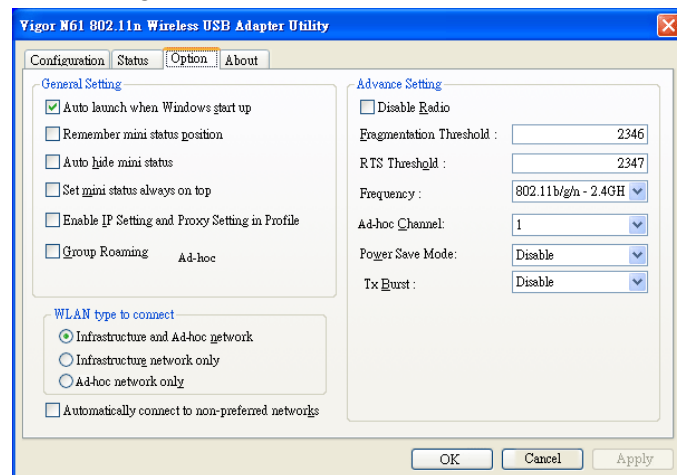 Vigor N61 802.11n Wireless USB Adapter Utility
Configuration Status Option About
General Setting
Auto launch when Windows start up
Remember mini status position
Auto hide mini status
Set mini status always on top
Enable IP Setting and Proxy Setting in Profile
Group Roaming Ad-hoc
WLAN type to connect
Infrastructure and Ad-hoc network
Infrastructure network only
Ad-hoc network only
Automatically connect to non-preferred networks
Advance Setting
Disable Radio
Fragmentation Threshold : 2346
RTS Threshold : 2347
Frequency : 802.11b/g/n - 2.4GH
Ad-hoc Channel: 1
Power Save Mode: Disable
Tx Burst : Disable
OK Cancel Apply